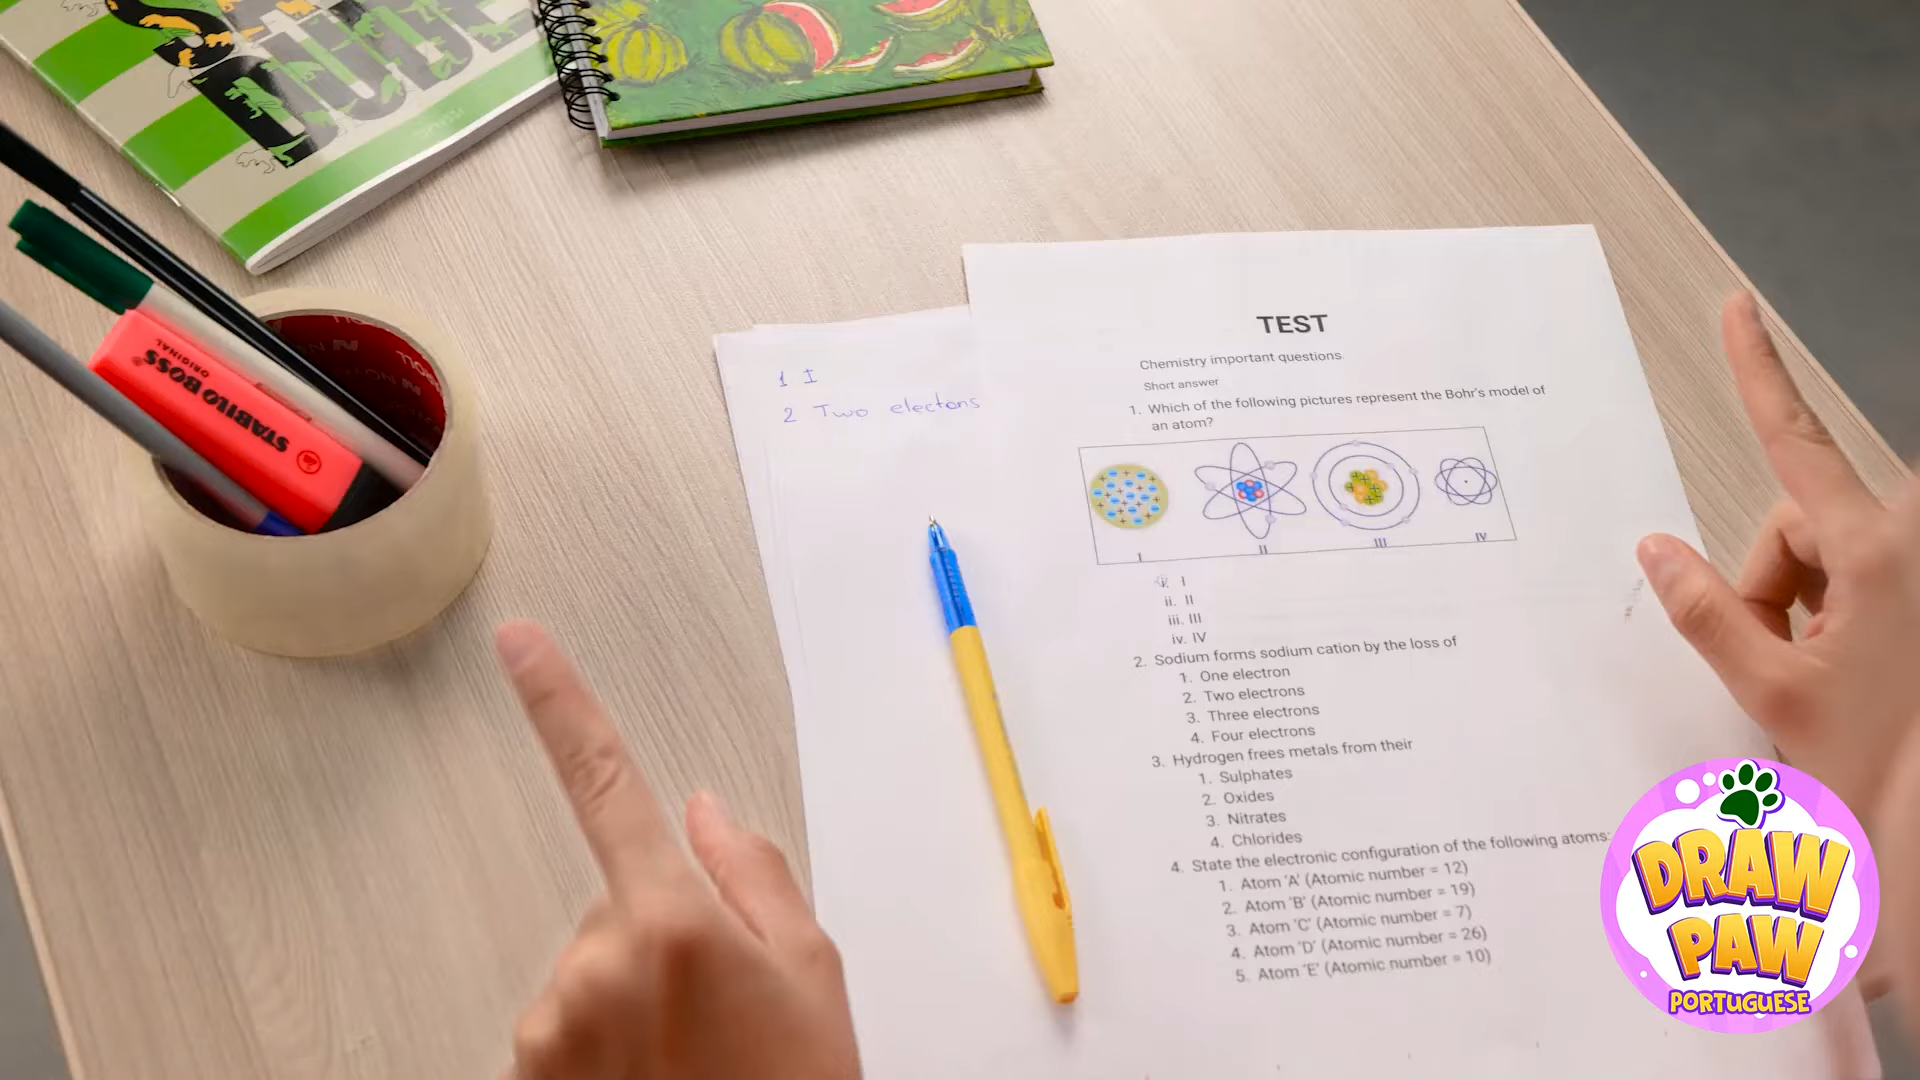 STABILO BOSS
ORIGINAL
1 I
2 Two electons
TEST
Chemistry important questions.
Short answer
1. Which of the following pictures represent the Bohr's model of
an atom?
I II III IV
i. I
ii. II
iii. III
iv. IV
2. Sodium forms sodium cation by the loss of
1. One electron
2. Two electrons
3. Three electrons
4. Four electrons
3. Hydrogen frees metals from their
1. Sulphates
2. Oxides
3. Nitrates
4. Chlorides
4. State the electronic configuration of the following atoms:
1. Atom 'A' (Atomic number = 12)
2. Atom 'B' (Atomic number = 19)
3. Atom 'C' (Atomic number = 7)
4. Atom 'D' (Atomic number = 26)
5. Atom 'E' (Atomic number = 10)
DRAW
PAW
PORTUGUESE